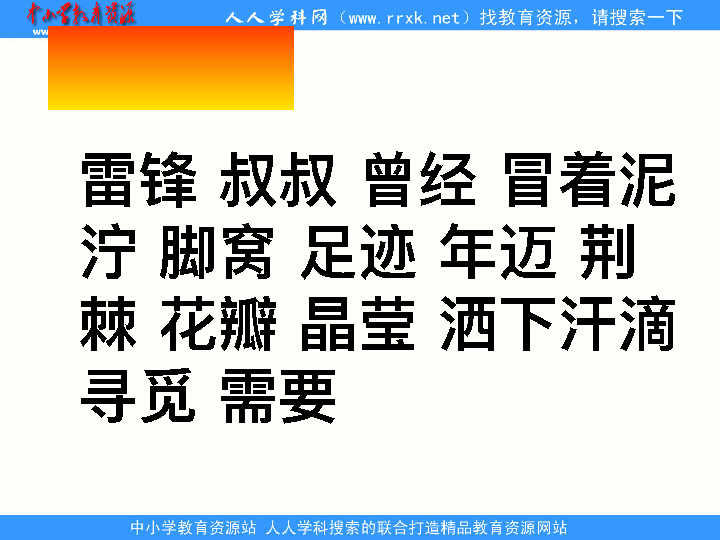 中小学教育资源
www.
人人学科网（www.rrxk.net）找教育资源，请搜索一下
雷锋 叔叔 曾经 冒着泥
泞 脚窝 足迹 年迈 荆
棘 花瓣 晶莹 洒下汗滴
寻觅 需要
中小学教育资源站 人人学科搜索的联合打造精品教育资源网站